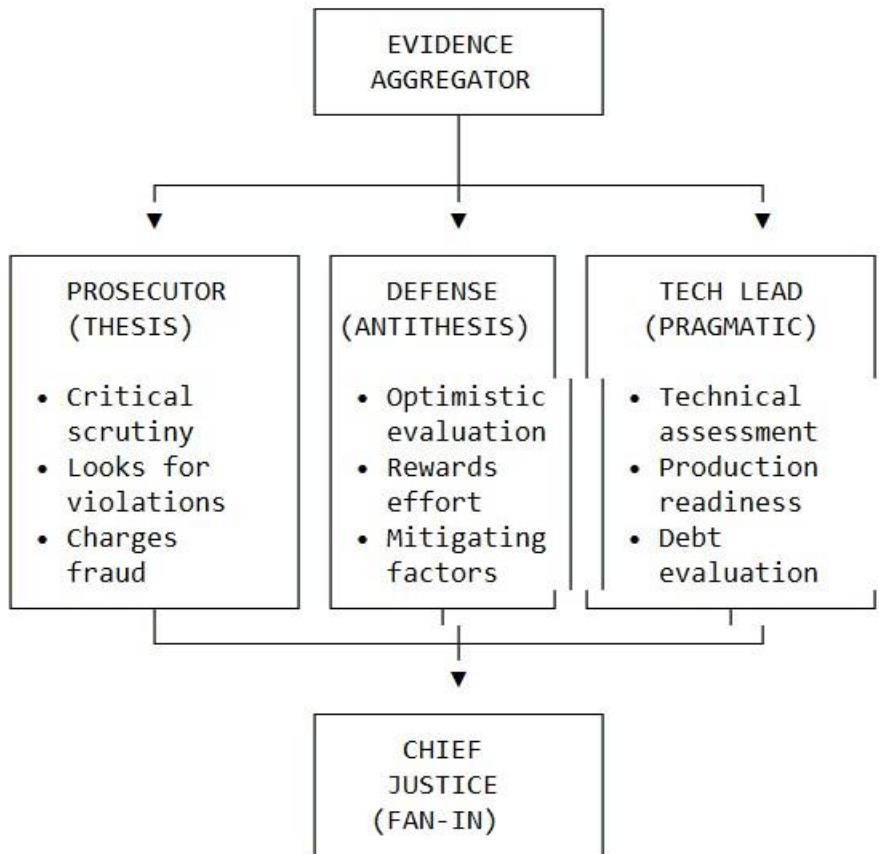 EVIDENCE
AGGREGATOR
PROSECUTOR
(THESIS)
• Critical
scrutiny
• Looks for
violations
• Charges
fraud
DEFENSE
(ANTITHESIS)
• Optimistic
evaluation
• Rewards
effort
• Mitigating
factors
TECH LEAD
(PRAGMATIC)
• Technical
assessment
• Production
readiness
• Debt
evaluation
CHIEF
JUSTICE
(FAN-IN)